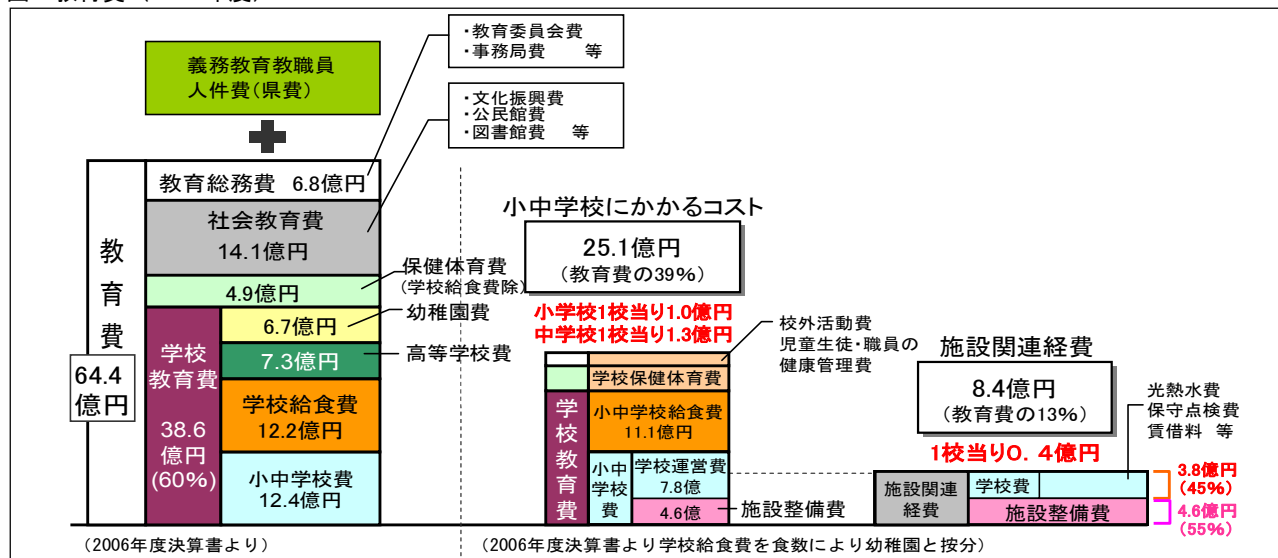 ・教育委員会費
・事務局費　　等
義務教育教職員
人件費(県費)
・文化振興費
・公民館費
・図書館費　等
教育費
64.4
億円
教育総務費 6.8億円
社会教育費
14.1億円
4.9億円
保健体育費
(学校給食費除)
学校
教育費
38.6
億円
(60%)
6.7億円
幼稚園費
7.3億円
高等学校費
学校給食費
12.2億円
小中学校費
12.4億円
(2006年度決算書より)
小中学校にかかるコスト
25.1億円
(教育費の39%)
小学校1校当り1.0億円
中学校1校当り1.3億円
校外活動費
児童生徒・職員の
健康管理費
学校教育費
学校保健体育費
小中学校給食費
11.1億円
小中
学校
費
学校運営費
7.8億
4.6億
施設整備費
施設関連経費
8.4億円
(教育費の13%)
1校当り0.4億円
光熱水費
保守点検費
賃借料 等
施設関連
経費
学校費
施設整備費
3.8億円
(45%)
4.6億円
(55%)
(2006年度決算書より学校給食費を食数により幼稚園と按分)